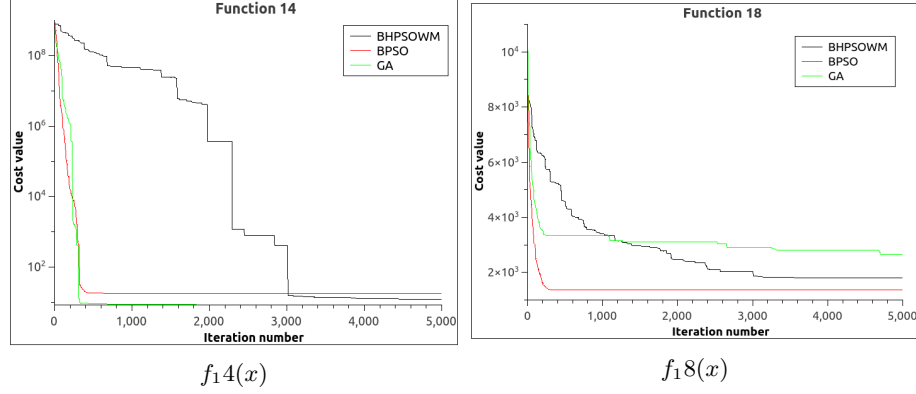 Function 14
BHPSOWM
BPSO
GA
Cost value
10^8
10^6
10^4
10^2
0 1,000 2,000 3,000 4,000 5,000
Iteration number
f_14(x)
Function 18
BHPSOWM
BPSO
GA
Cost value
10^4
8×10^3
6×10^3
4×10^3
2×10^3
0 1,000 2,000 3,000 4,000 5,000
Iteration number
f_18(x)